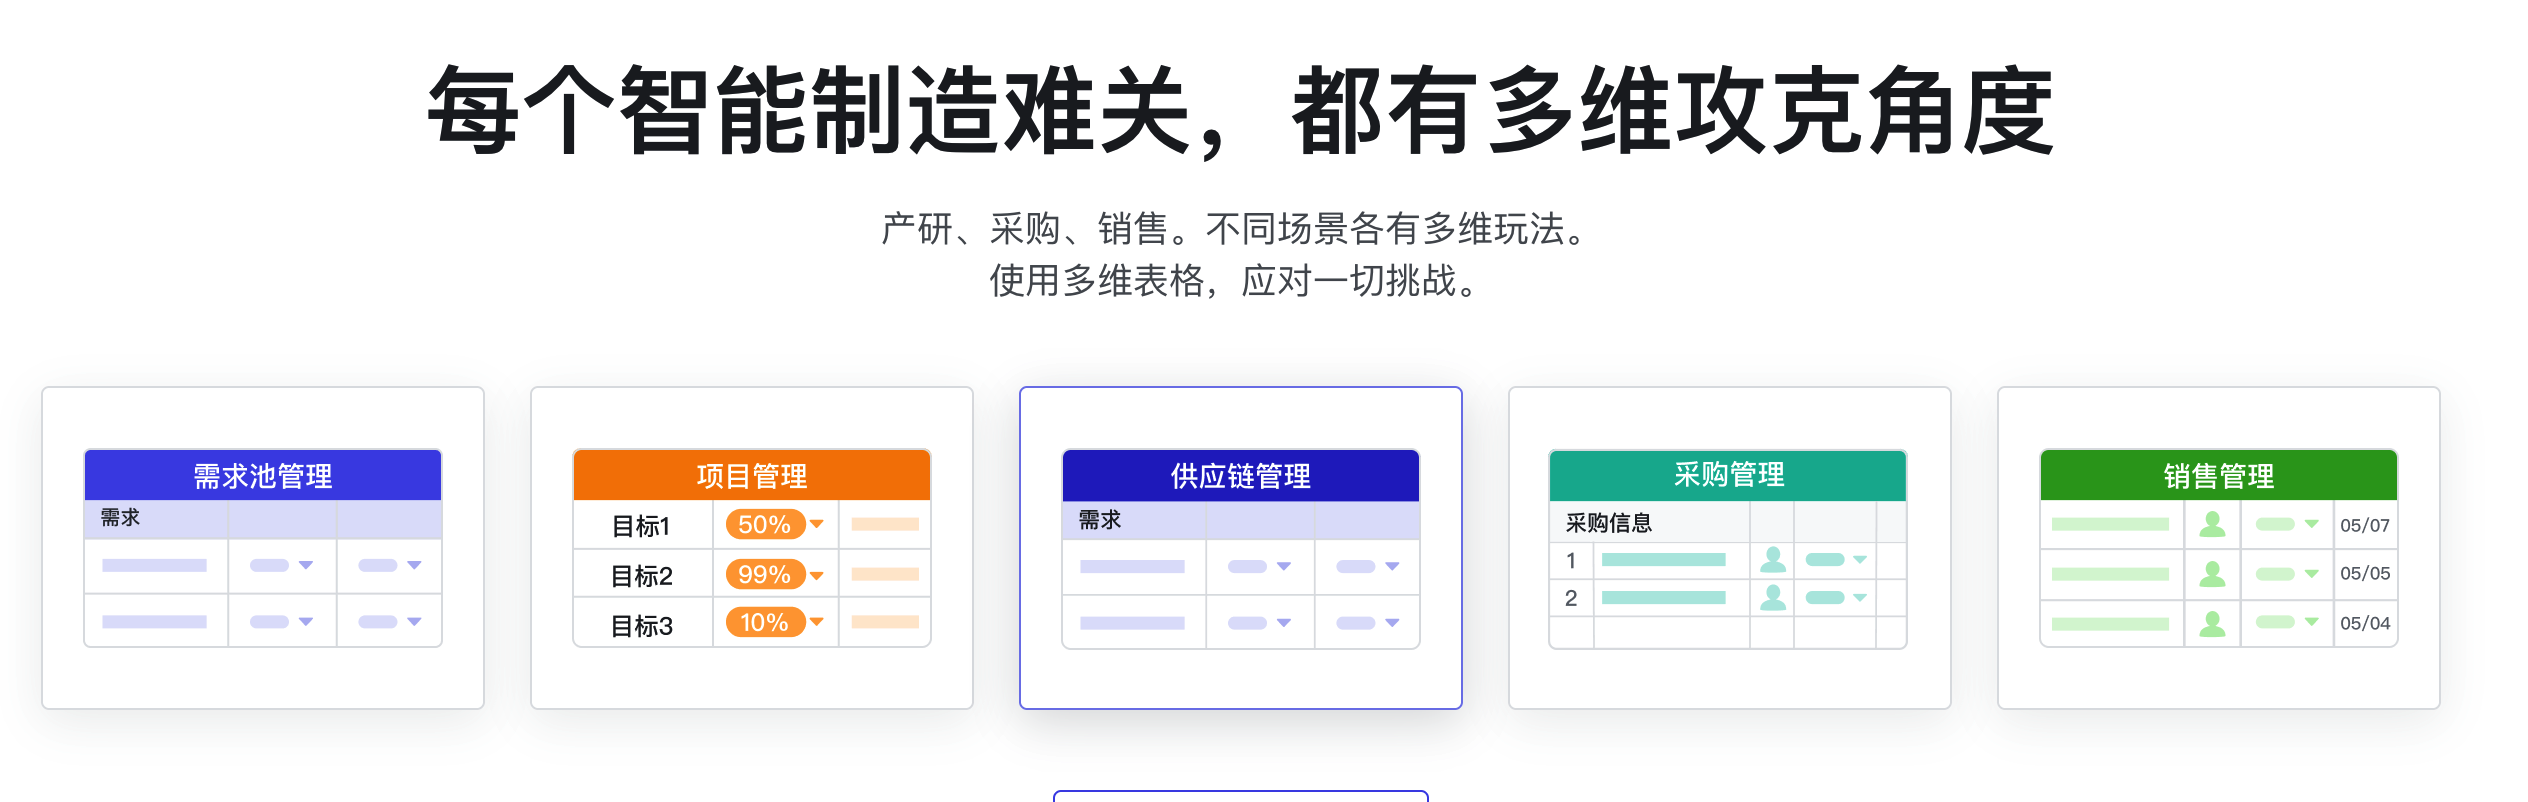 每个智能制造难关，都有多维攻克角度
产研、采购、销售。不同场景各有多维玩法。
使用多维表格，应对一切挑战。
需求池管理
需求
项目管理
目标1 50%
目标2 99%
目标3 10%
供应链管理
需求
采购管理
采购信息
1
2
销售管理
05/07
05/05
05/04